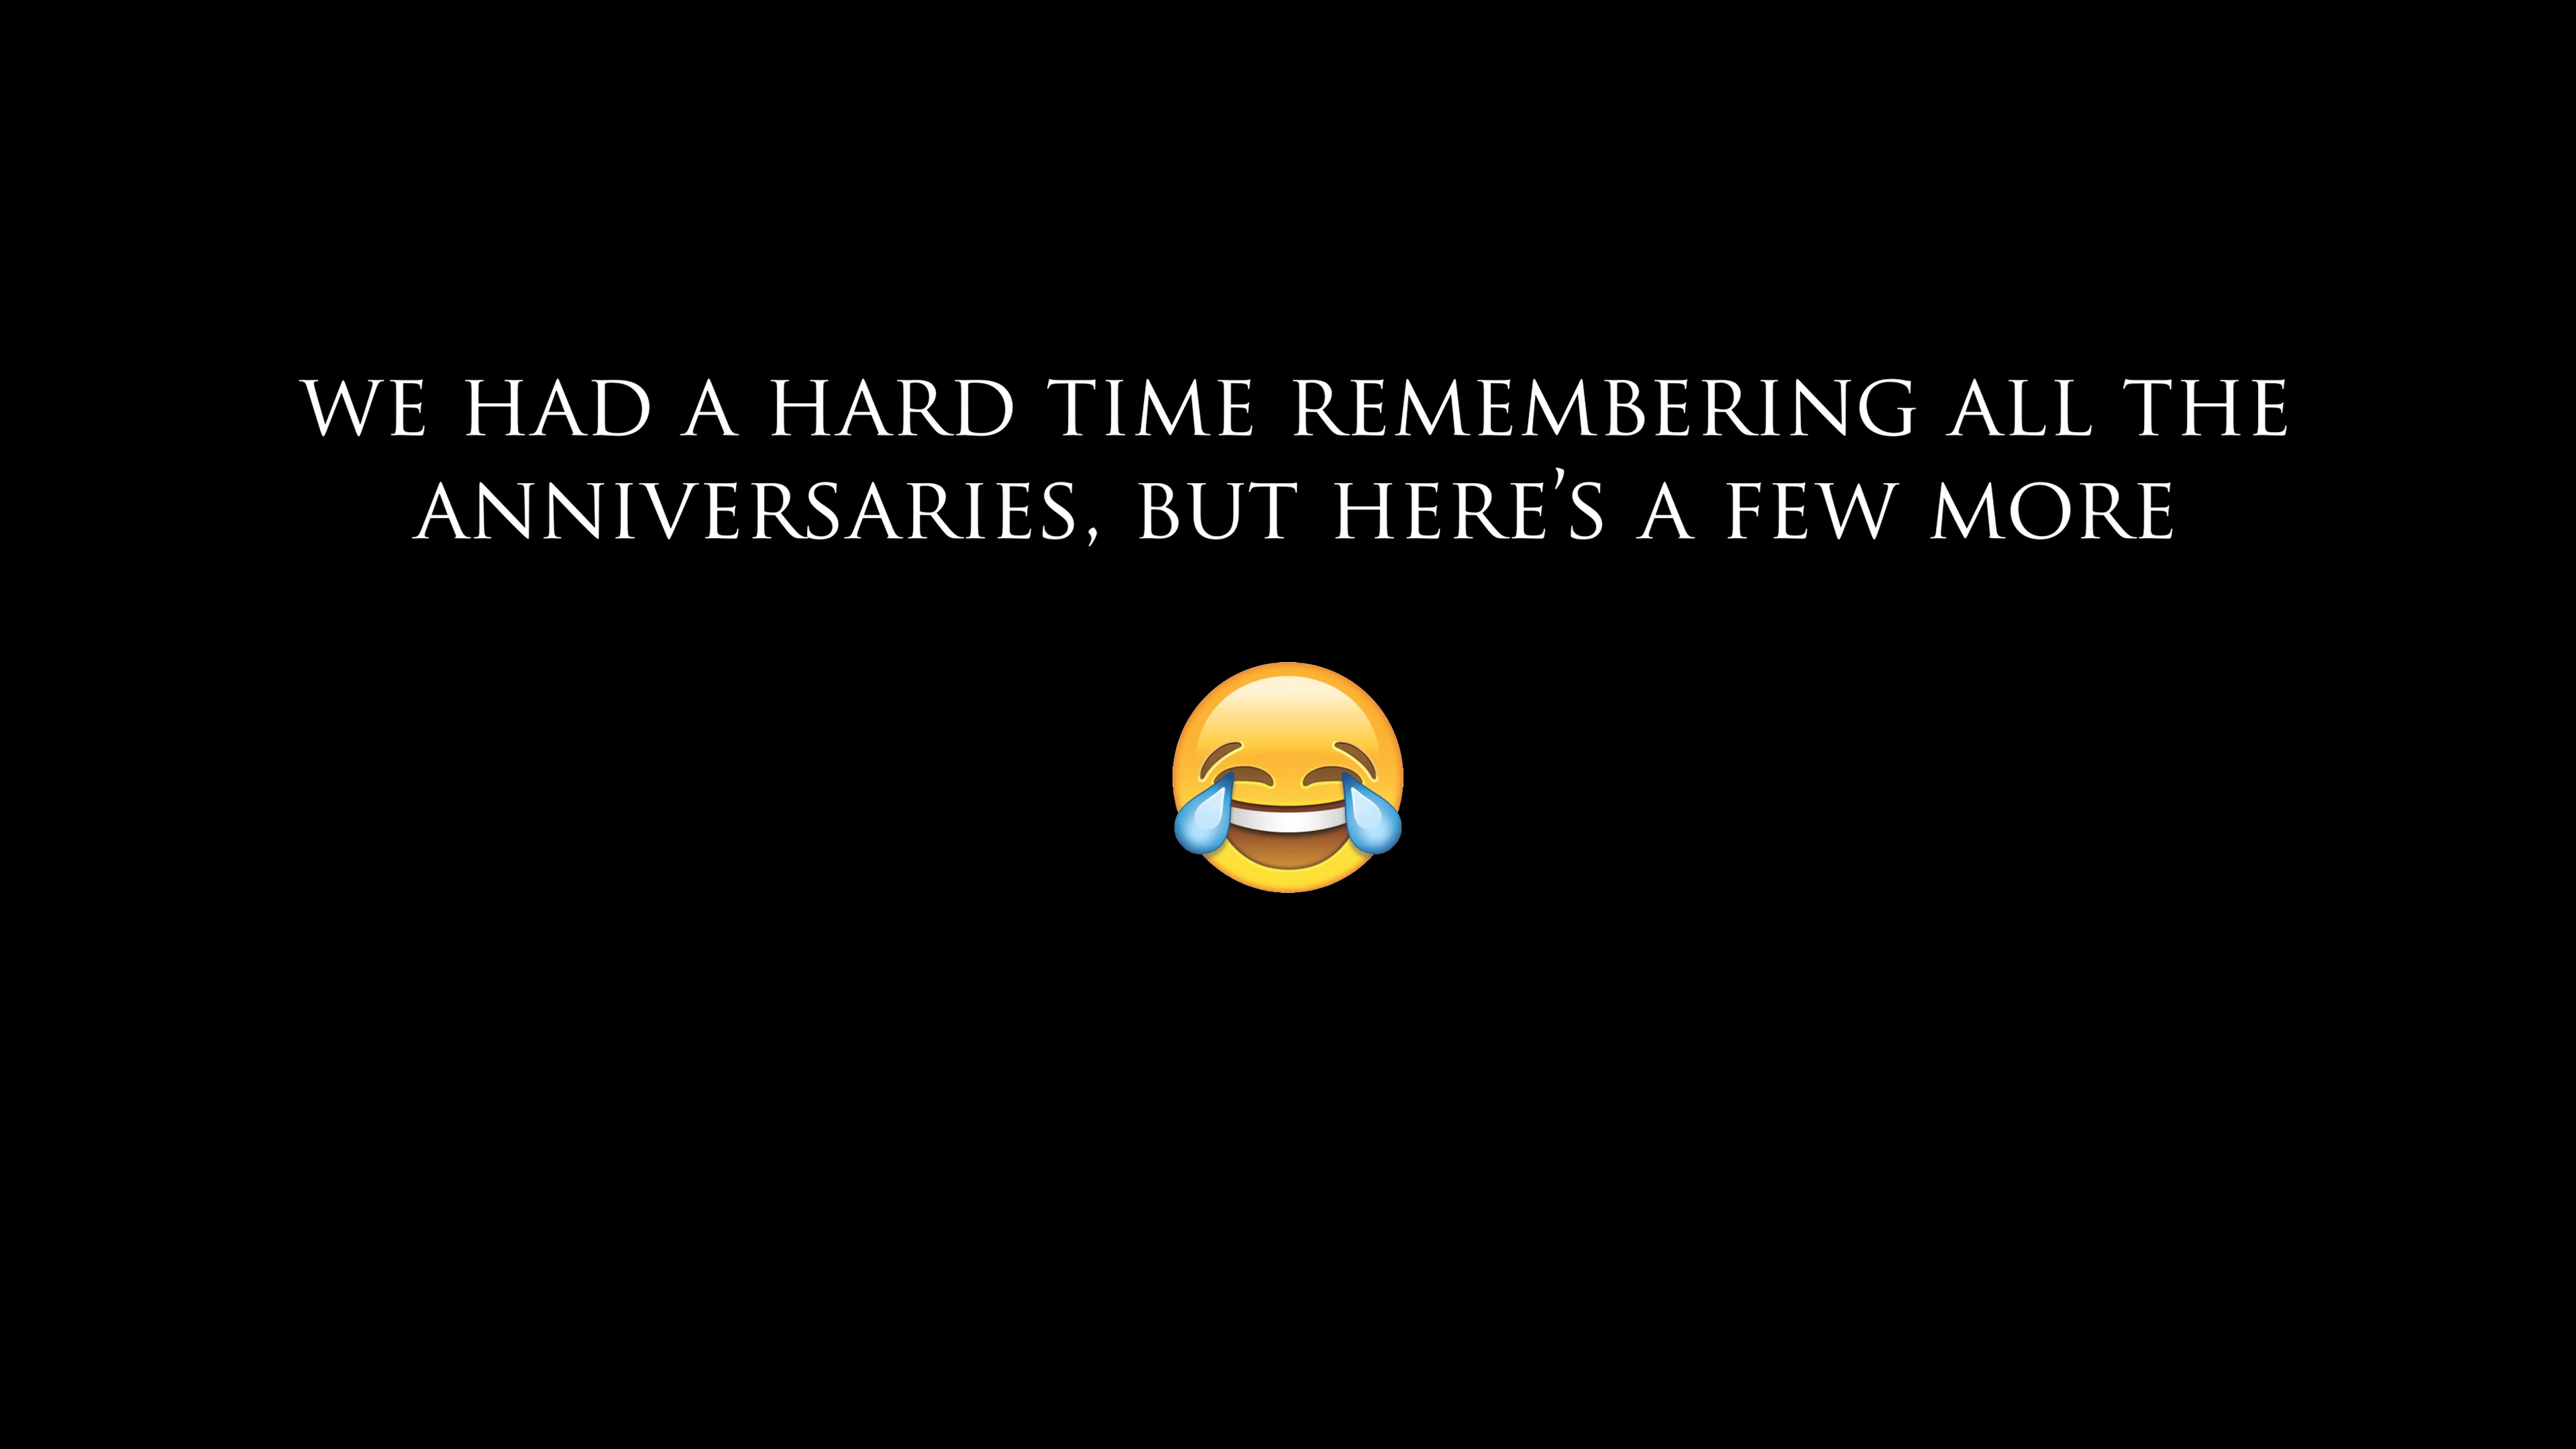 WE HAD A HARD TIME REMEMBERING ALL THE
ANNIVERSARIES, BUT HERE’S A FEW MORE